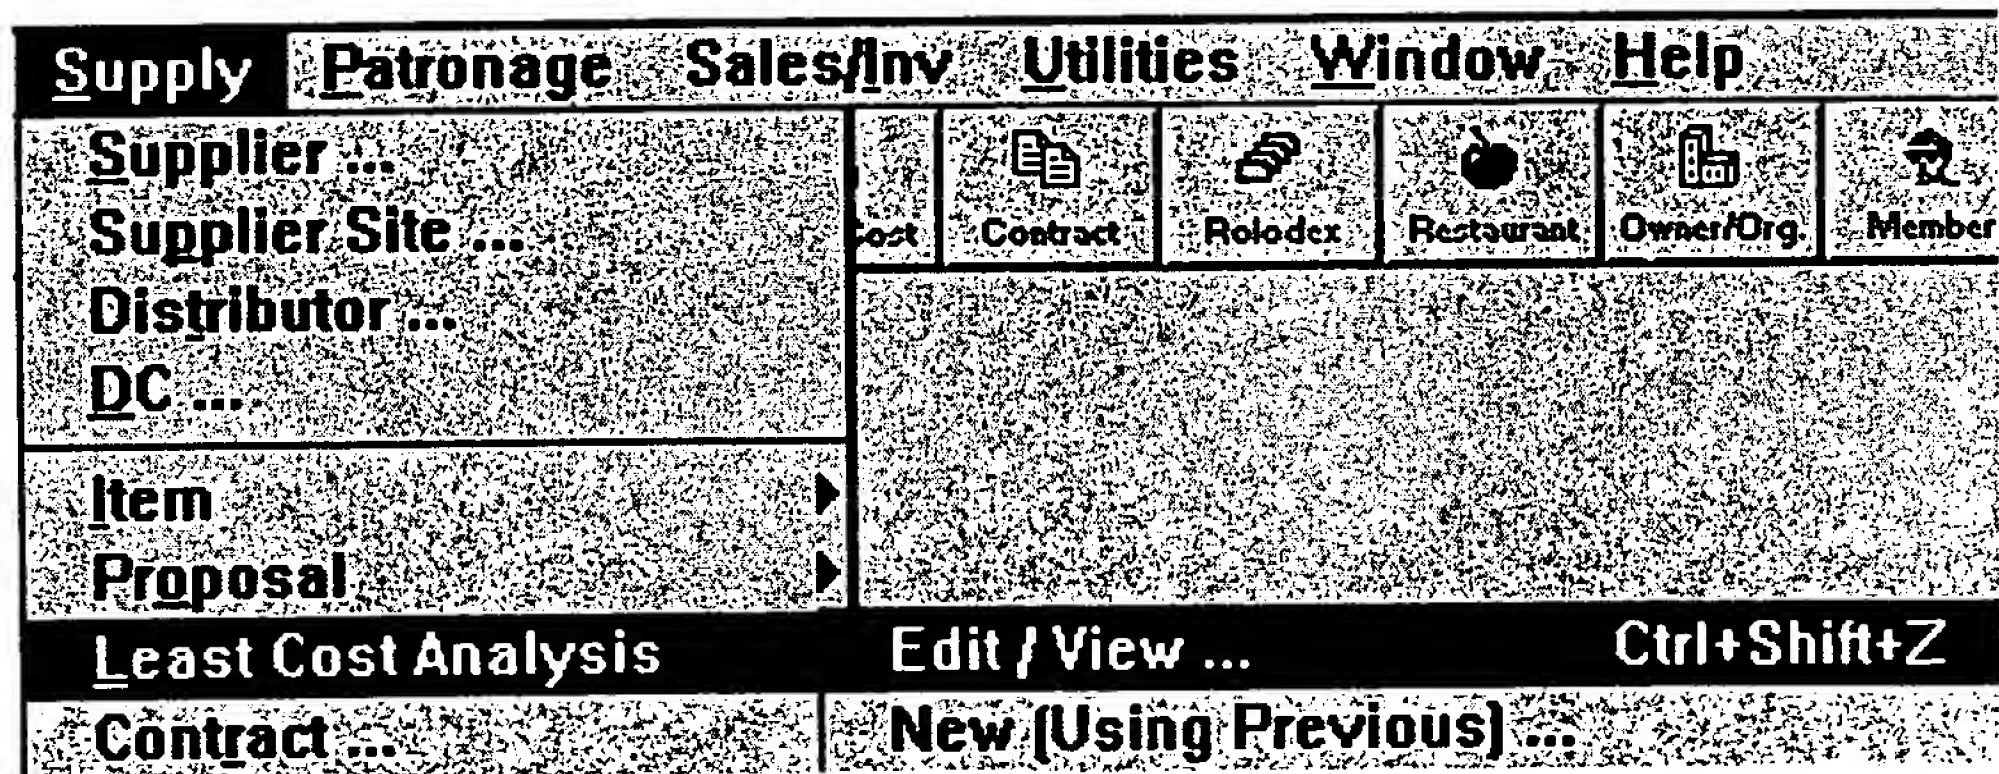 Supply Patronage Sales/Inv Utilities Window Help
Supplier ...
Supplier Site ...
Distributor ...
DC ...
Item
Proposal
Least Cost Analysis
Contract ...
Cost Contract Rolodex Restaurant Owner/Org. Member
Edit / View ... Ctrl+Shift+Z
New (Using Previous) ...